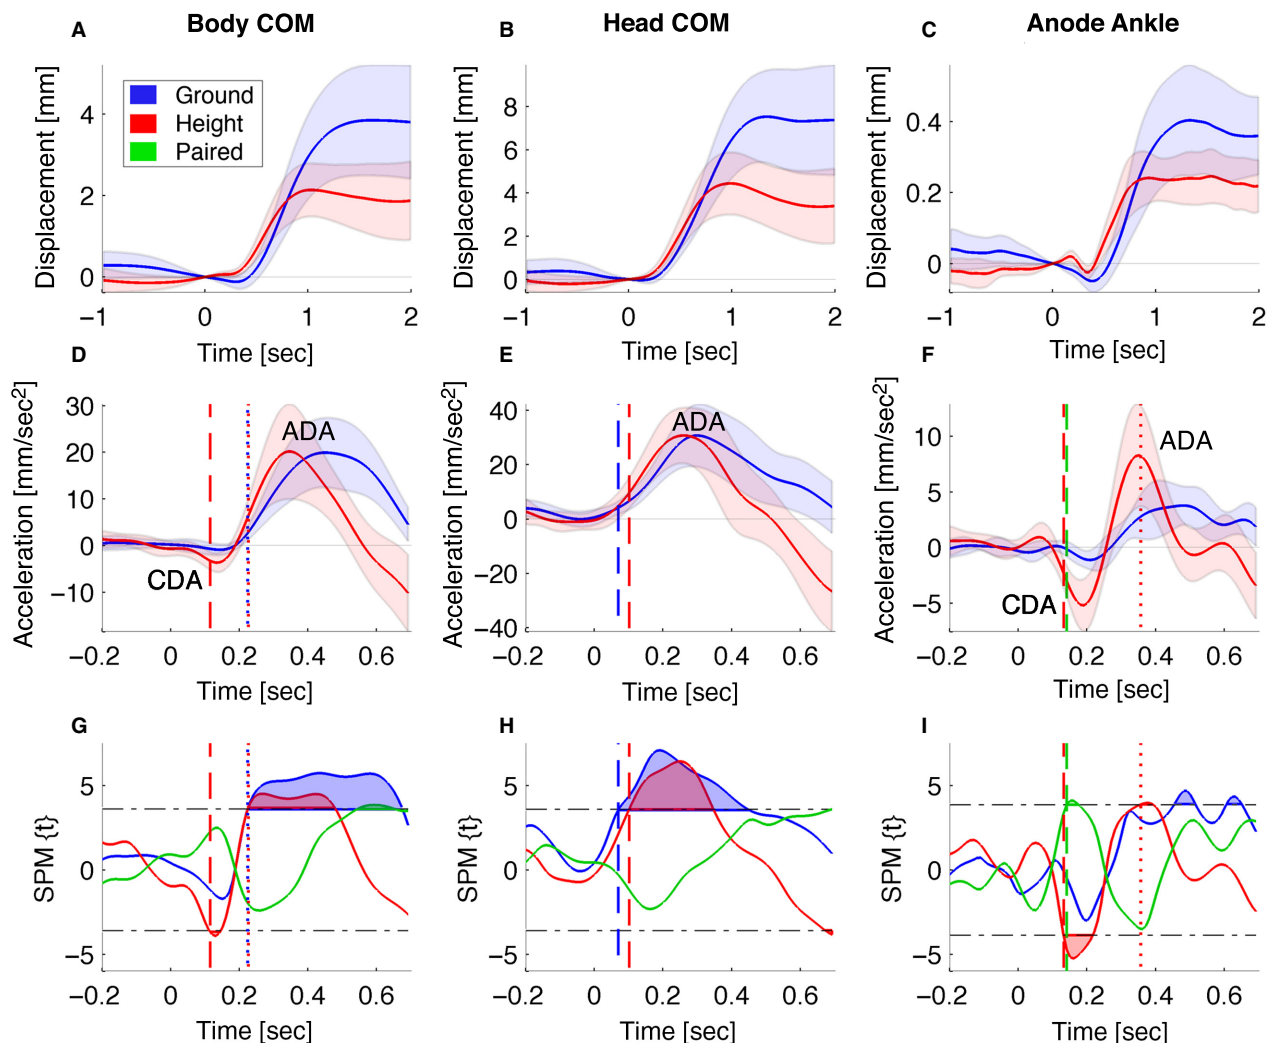 A Body COM
B Head COM
C Anode Ankle
Displacement [mm]
4
2
0
Ground
Height
Paired
−1 0 1 2
Time [sec]
Displacement [mm]
8
6
4
2
0
−1 0 1 2
Time [sec]
Displacement [mm]
0.4
0.2
0
−1 0 1 2
Time [sec]
D
Acceleration [mm/sec²]
30
20
10
0
−10
ADA
CDA
−0.2 0 0.2 0.4 0.6
Time [sec]
E
Acceleration [mm/sec²]
40
20
0
−20
−40
ADA
−0.2 0 0.2 0.4 0.6
Time [sec]
F
Acceleration [mm/sec²]
10
5
0
−5
ADA
CDA
−0.2 0 0.2 0.4 0.6
Time [sec]
G
SPM {t}
5
0
−5
−0.2 0 0.2 0.4 0.6
Time [sec]
H
SPM {t}
5
0
−5
−0.2 0 0.2 0.4 0.6
Time [sec]
I
SPM {t}
5
0
−5
−0.2 0 0.2 0.4 0.6
Time [sec]